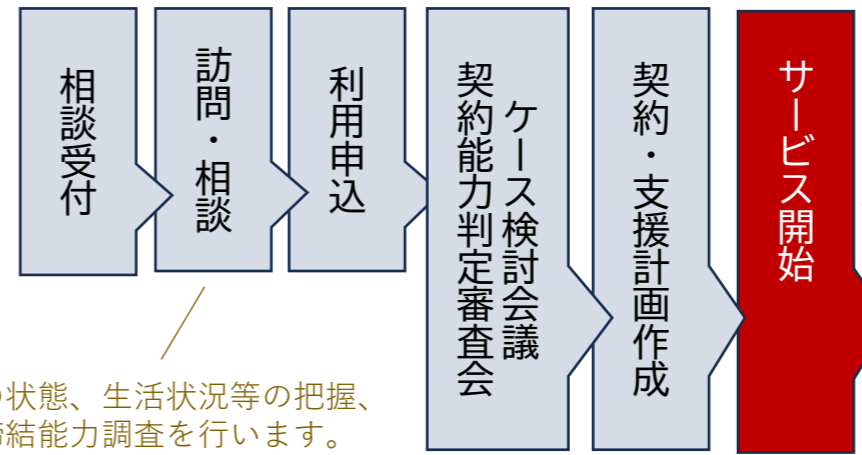 相談受付
訪問・相談
利用申込
ケース検討会議
契約能力判定審査会
契約・支援計画作成
サービス開始
状態、生活状況等の把握、
結能力調査を行います。